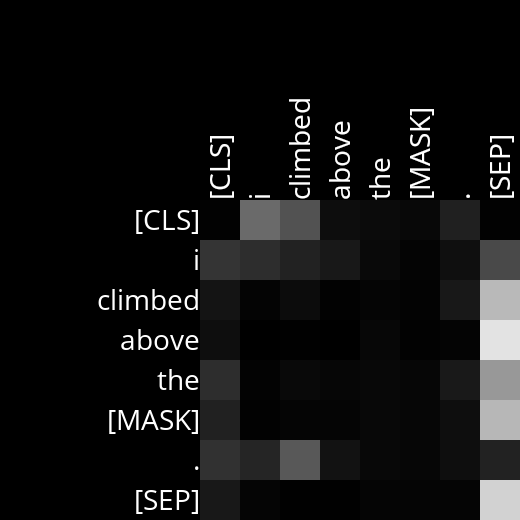 [CLS] i climbed above the [MASK] . [SEP]
[CLS]
i
climbed
above
the
[MASK]
.
[SEP]